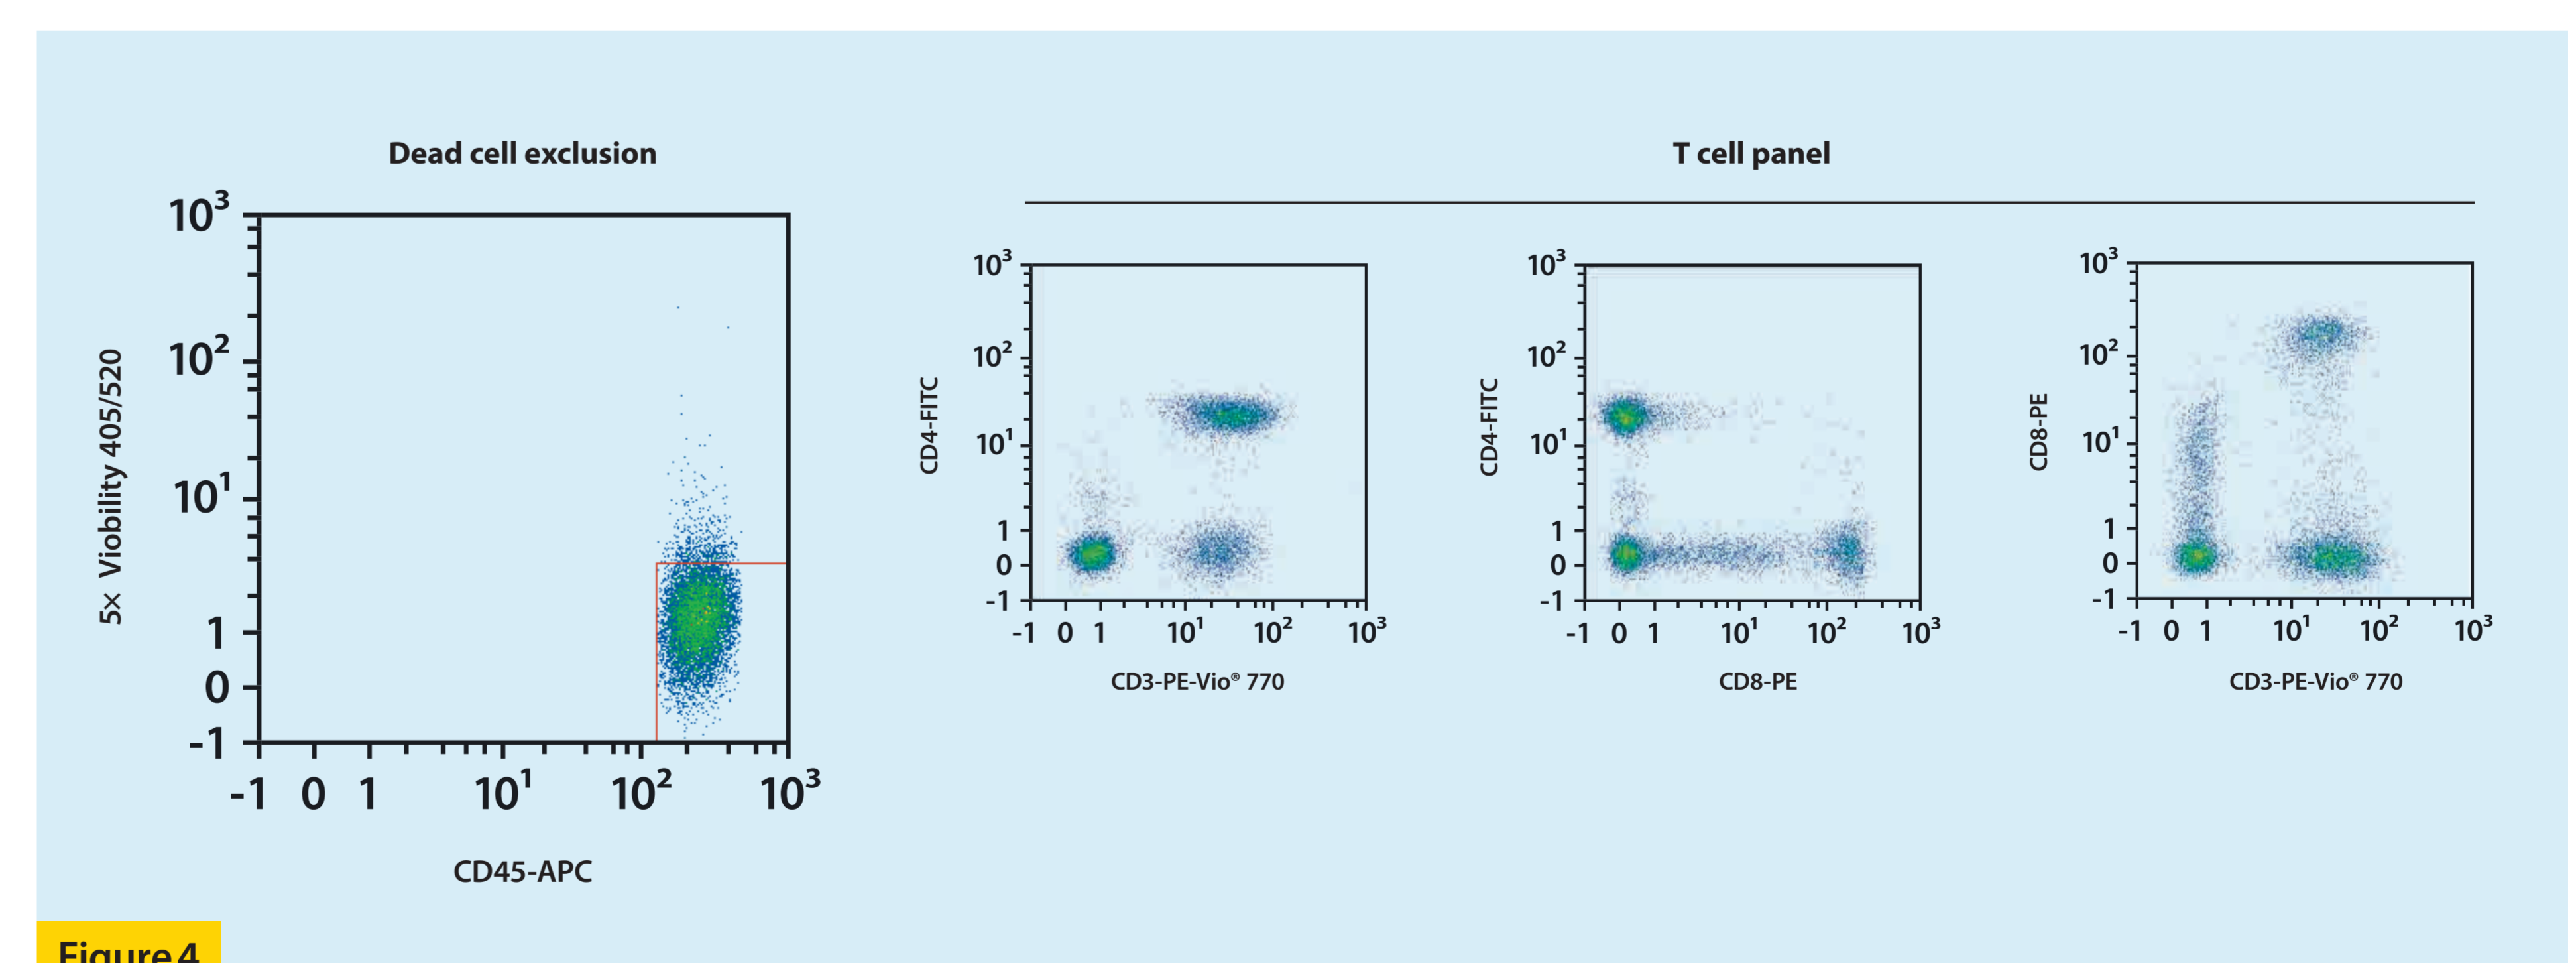 Dead cell exclusion
5x Viobility 405/520
10³
10²
10¹
1
0
-1
-1 0 1 10¹ 10² 10³
CD45-APC
T cell panel
CD4-FITC
10³
10²
10¹
1
0
-1
-1 0 1 10¹ 10² 10³
CD3-PE-Vio® 770
CD4-FITC
10³
10²
10¹
1
0
-1
-1 0 1 10¹ 10² 10³
CD8-PE
CD8-PE
10³
10²
10¹
1
0
-1
-1 0 1 10¹ 10² 10³
CD3-PE-Vio® 770
Figure 4